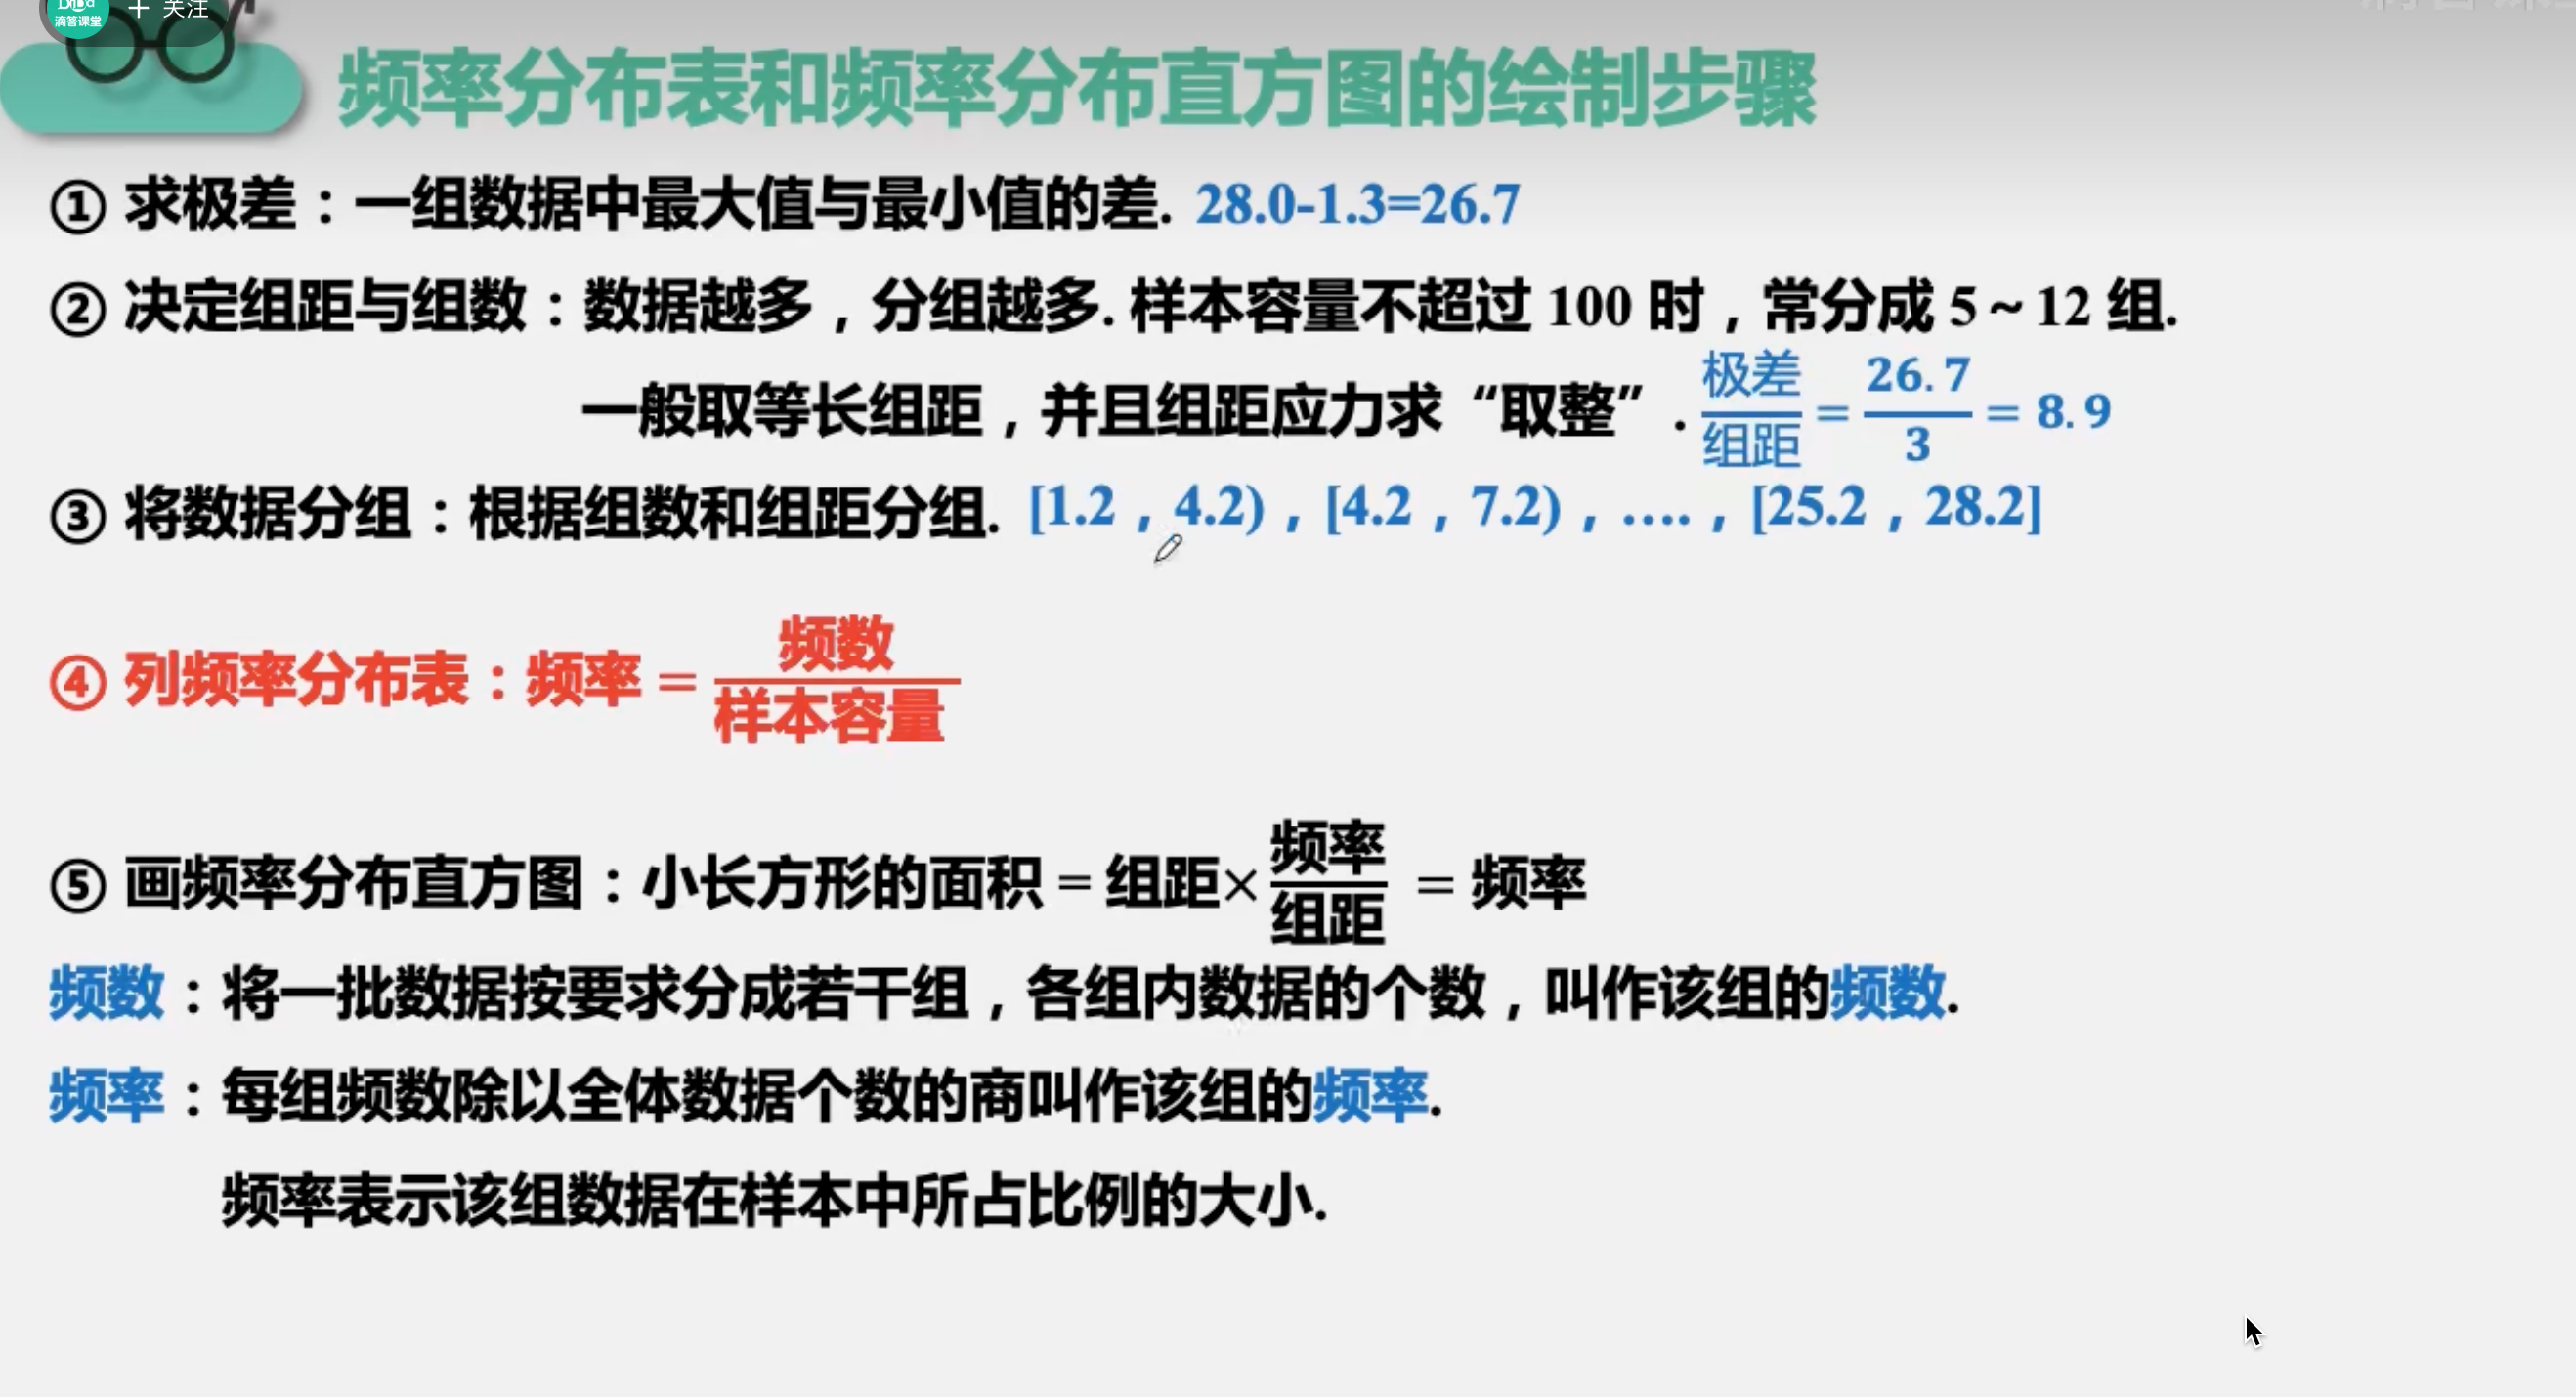 滴答课堂
+ 关注
频率分布表和频率分布直方图的绘制步骤
① 求极差：一组数据中最大值与最小值的差. 28.0-1.3=26.7
② 决定组距与组数：数据越多，分组越多. 样本容量不超过 100 时，常分成 5～12 组.
一般取等长组距，并且组距应力求“取整”. 极差/组距 = 26.7/3 = 8.9
③ 将数据分组：根据组数和组距分组. [1.2，4.2)，[4.2，7.2)，….，[25.2，28.2]
④ 列频率分布表：频率 = 频数/样本容量
⑤ 画频率分布直方图：小长方形的面积 = 组距×频率/组距 = 频率
频数：将一批数据按要求分成若干组，各组内数据的个数，叫作该组的频数.
频率：每组频数除以全体数据个数的商叫作该组的频率.
频率表示该组数据在样本中所占比例的大小.